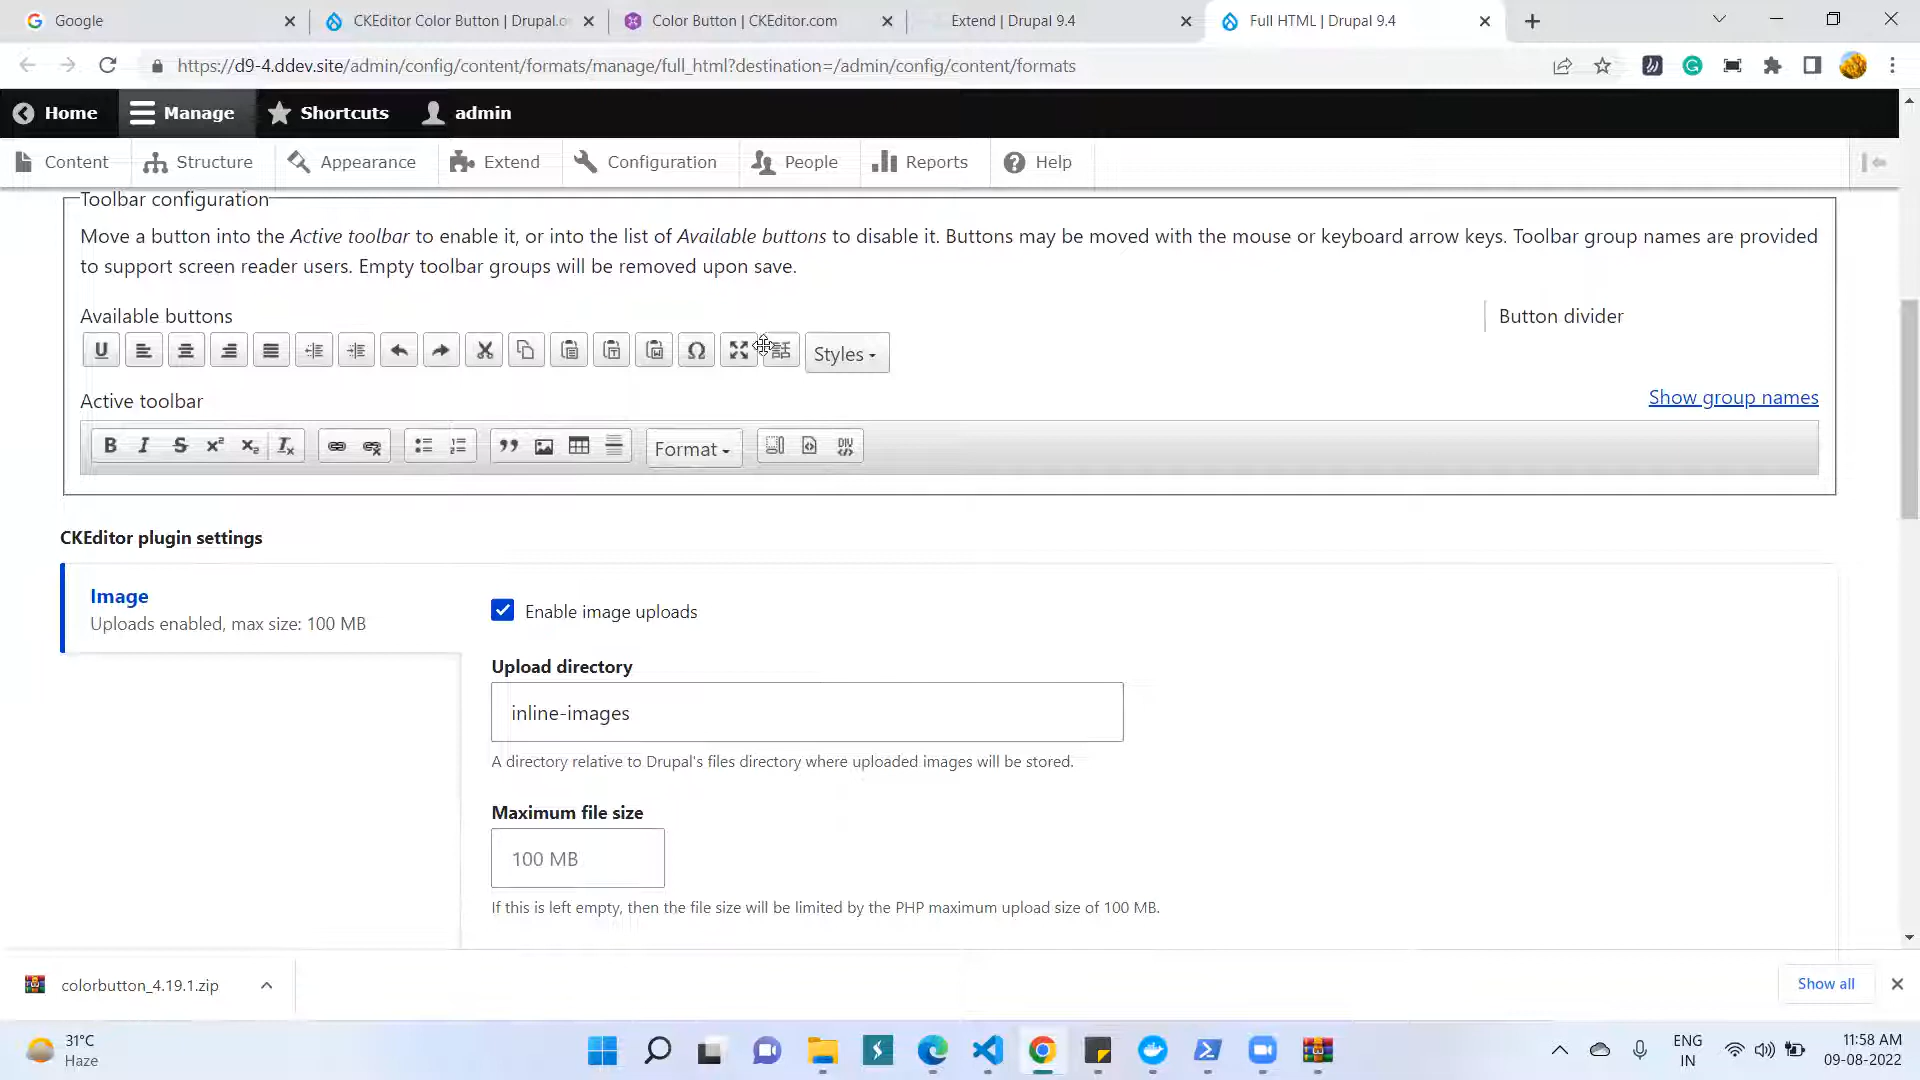 Google
CKEditor Color Button | Drupal.o
Color Button | CKEditor.com
Extend | Drupal 9.4
Full HTML | Drupal 9.4
https://d9-4.ddev.site/admin/config/content/formats/manage/full_html?destination=/admin/config/content/formats
Home
Manage
Shortcuts
admin
Content
Structure
Appearance
Extend
Configuration
People
Reports
Help
Toolbar configuration
Move a button into the Active toolbar to enable it, or into the list of Available buttons to disable it. Buttons may be moved with the mouse or keyboard arrow keys. Toolbar group names are provided
to support screen reader users. Empty toolbar groups will be removed upon save.
Available buttons
Button divider
U
Ω
Styles
Active toolbar
Show group names
B I S x² x₂ Ix
Format
DIV
CKEditor plugin settings
Image
Uploads enabled, max size: 100 MB
Enable image uploads
Upload directory
inline-images
A directory relative to Drupal's files directory where uploaded images will be stored.
Maximum file size
100 MB
If this is left empty, then the file size will be limited by the PHP maximum upload size of 100 MB.
colorbutton_4.19.1.zip
Show all
31°C
Haze
ENG
IN
11:58 AM
09-08-2022